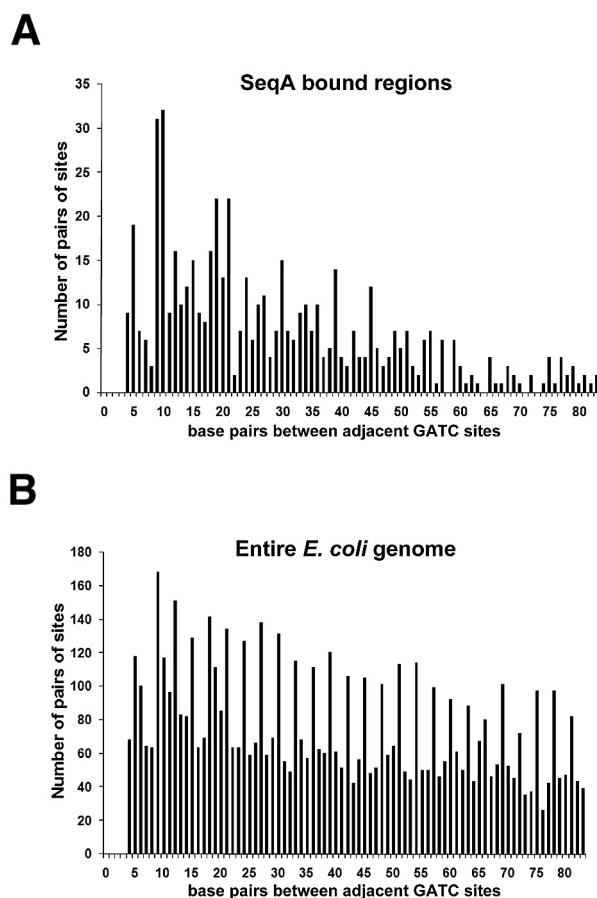 A
SeqA bound regions
Number of pairs of sites
35
30
25
20
15
10
5
0
0 5 10 15 20 25 30 35 40 45 50 55 60 65 70 75 80
base pairs between adjacent GATC sites
B
Entire E. coli genome
Number of pairs of sites
180
160
140
120
100
80
60
40
20
0
0 5 10 15 20 25 30 35 40 45 50 55 60 65 70 75 80
base pairs between adjacent GATC sites